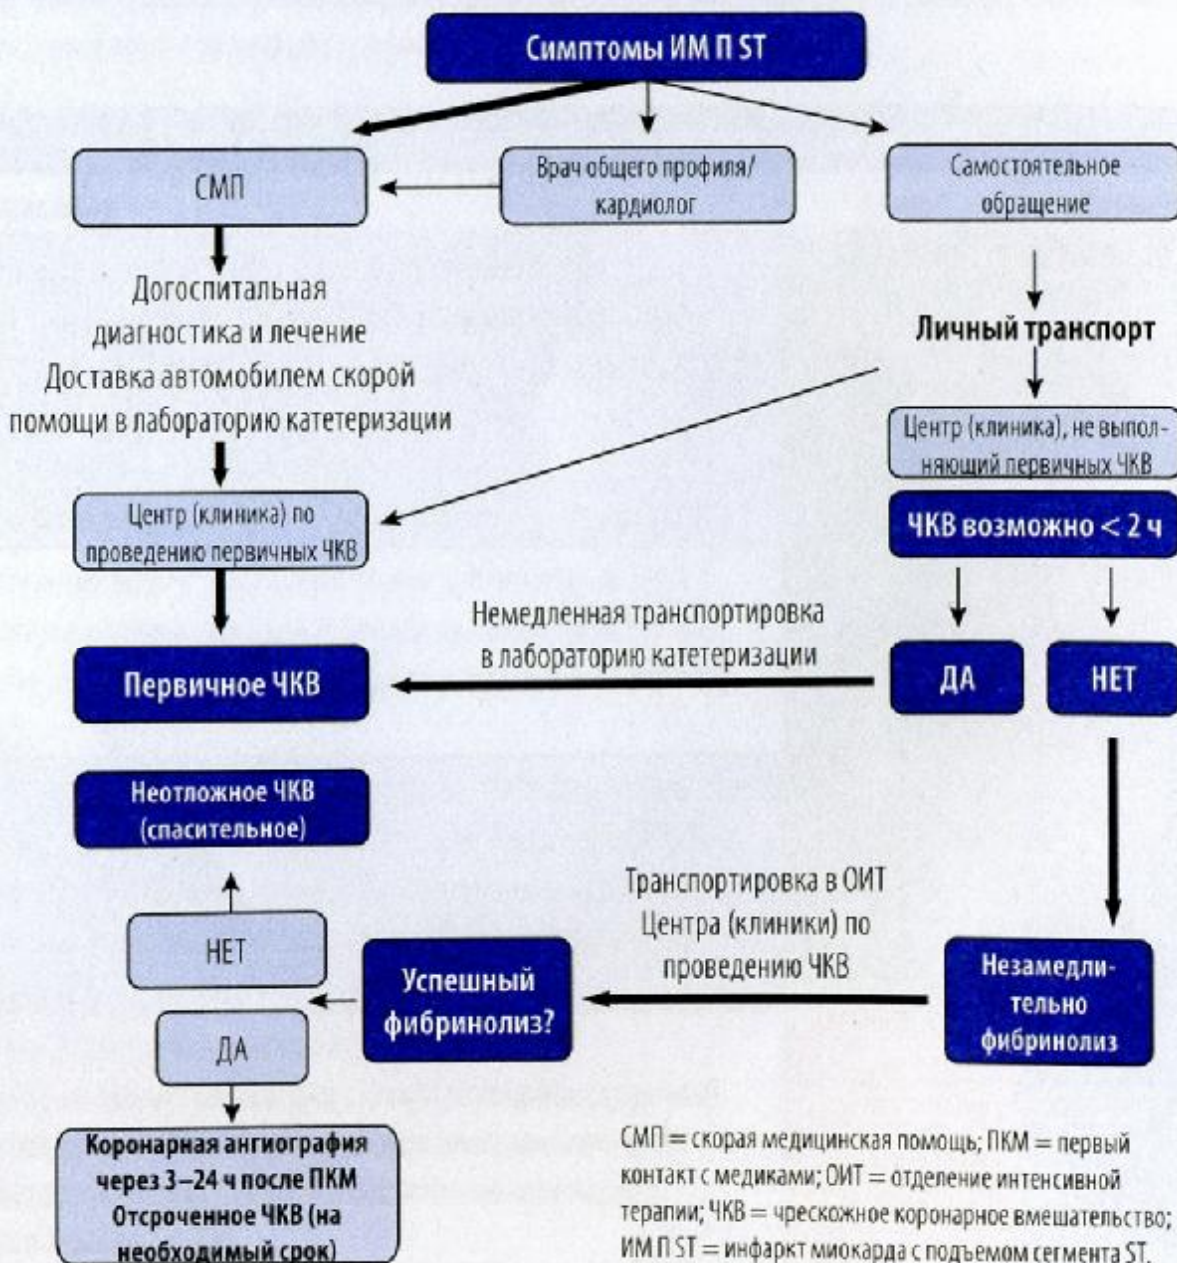 Симптомы ИМ П ST
СМП
Врач общего профиля/
кардиолог
Самостоятельное
обращение
Догоспитальная
диагностика и лечение
Доставка автомобилем скорой
помощи в лабораторию катетеризации
Личный транспорт
Центр (клиника), не выпол-
няющий первичных ЧКВ
Центр (клиника) по
проведению первичных ЧКВ
ЧКВ возможно < 2 ч
Немедленная транспортировка
в лабораторию катетеризации
Первичное ЧКВ
ДА
НЕТ
Неотложное ЧКВ
(спасительное)
Транспортировка в ОИТ
Центра (клиники) по
проведению ЧКВ
НЕТ
Успешный
фибринолиз?
Незамедли-
тельно
фибринолиз
ДА
Коронарная ангиография
через 3–24 ч после ПКМ
Отсроченное ЧКВ (на
необходимый срок)
СМП = скорая медицинская помощь; ПКМ = первый
контакт с медиками; ОИТ = отделение интенсивной
терапии; ЧКВ = чрескожное коронарное вмешательство;
ИМ П ST = инфаркт миокарда с подъемом сегмента ST.